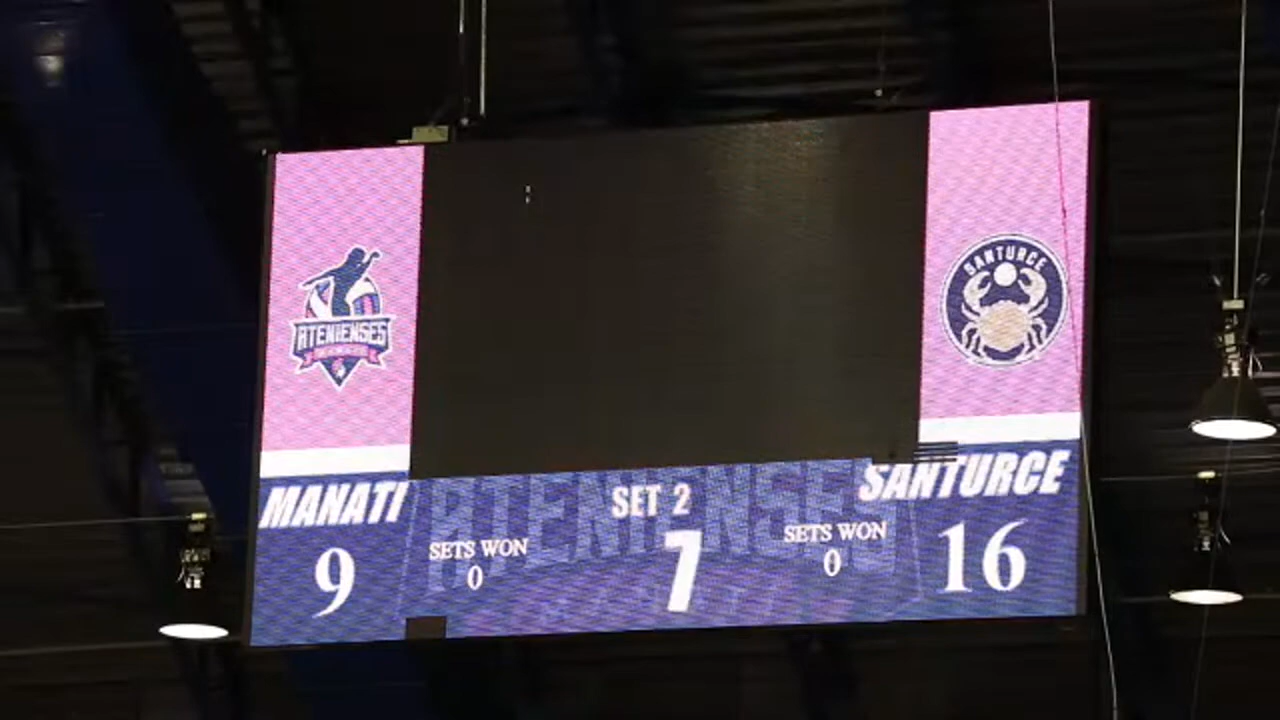 ATENIENSES
SANTURCE
MANATI
9
SETS WON
0
ATENIENSES
SET 2
7
SETS WON
0
SANTURCE
16